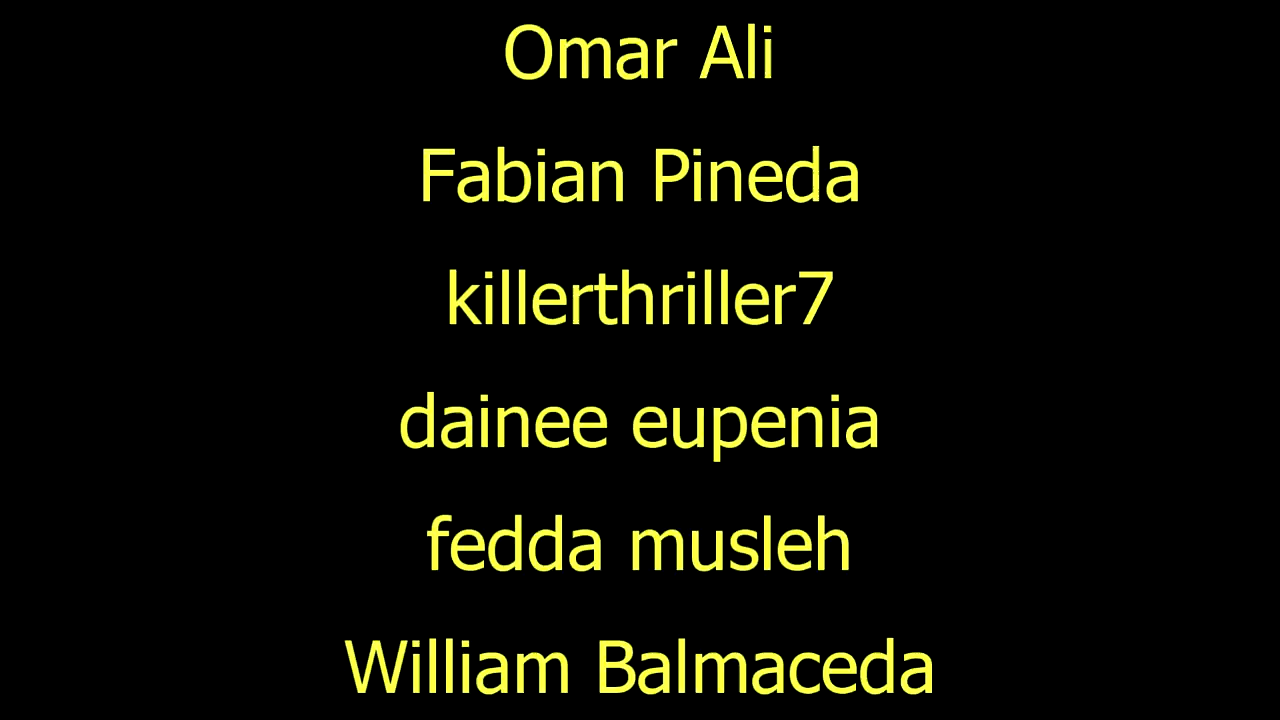 Omar Ali
Fabian Pineda
killerthriller7
dainee eupenia
fedda musleh
William Balmaceda